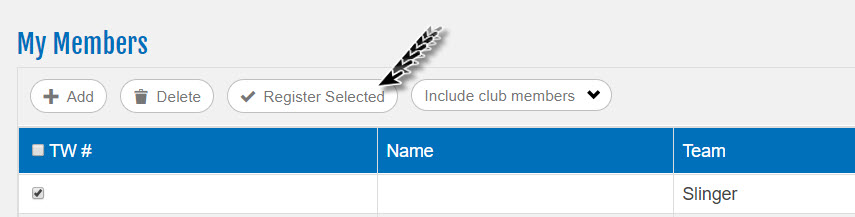 My Members
Add Delete Register Selected Include club members
TW # Name Team
Slinger